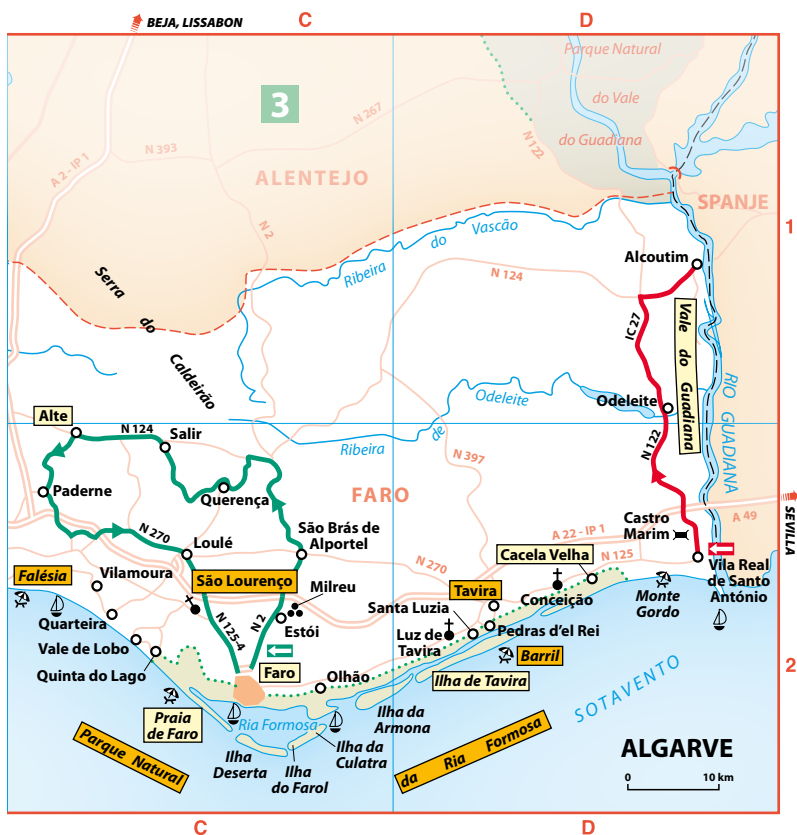 C
D
BEJA, LISSABON
3
Parque Natural
do Vale
do Guadiana
N 267
N 122
N 393
A 2 - IP 1
ALENTEJO
N 2
SPANJE
1
Ribeira
do
Vascão
Alcoutim
N 124
Serra
do
Caldeirão
IC 27
Vale do Guadiana
RIO GUADIANA
Odeleite
Odeleite
de
Ribeira
Alte
N 124
Salir
N 122
N 397
Paderne
Querença
FARO
SEVILLA
A 49
Castro
Marim
A 22 - IP 1
N 270
São Brás de
Alportel
Loulé
N 270
Cacela Velha
N 125
Vila Real
de Santo
António
Falésia
Vilamoura
São Lourenço
Milreu
Tavira
Conceição
Monte
Gordo
Santa Luzia
Quarteira
N 125-4
N 2
Estói
Luz de
Tavira
Pedras d'el Rei
Vale de Lobo
Barril
2
Quinta do Lago
Faro
Olhão
Ilha de Tavira
SOTAVENTO
Praia
de Faro
Ria Formosa
Ilha da
Armona
Parque Natural
da Ria Formosa
Ilha
Deserta
Ilha
do Farol
Ilha da
Culatra
ALGARVE
0
10 km
C
D